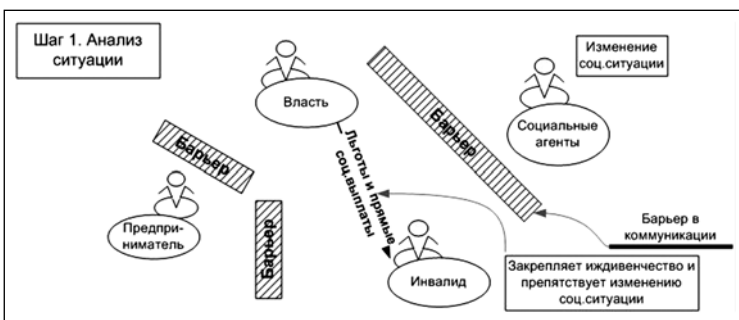 Шаг 1. Анализ
ситуации
Власть
Изменение
соц.ситуации
Социальные
агенты
Барьер
Барьер
Барьер
Предпри-
ниматель
Льготы и прямые
соц.выплаты
Инвалид
Барьер в
коммуникации
Закрепляет иждивенчество и
препятствует изменению
соц.ситуации